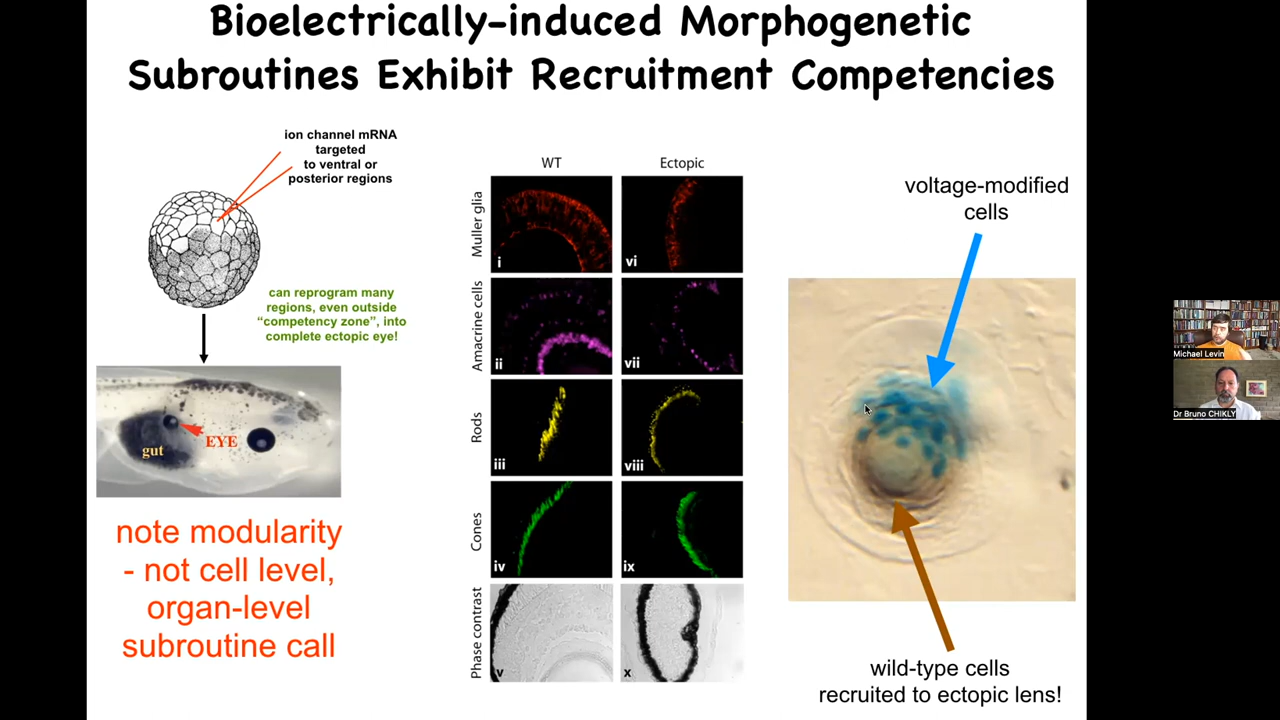 Bioelectrically-induced Morphogenetic
Subroutines Exhibit Recruitment Competencies
ion channel mRNA
targeted
to ventral or
posterior regions
can reprogram many
regions, even outside
“competency zone”, into
complete ectopic eye!
gut
EYE
note modularity
- not cell level,
organ-level
subroutine call
WT
Ectopic
Muller glia
i
vi
Amacrine cells
ii
vii
Rods
iii
viii
Cones
iv
ix
Phase contrast
v
x
voltage-modified
cells
wild-type cells
recruited to ectopic lens!
Michael Levin
Dr Bruno CHIKLY